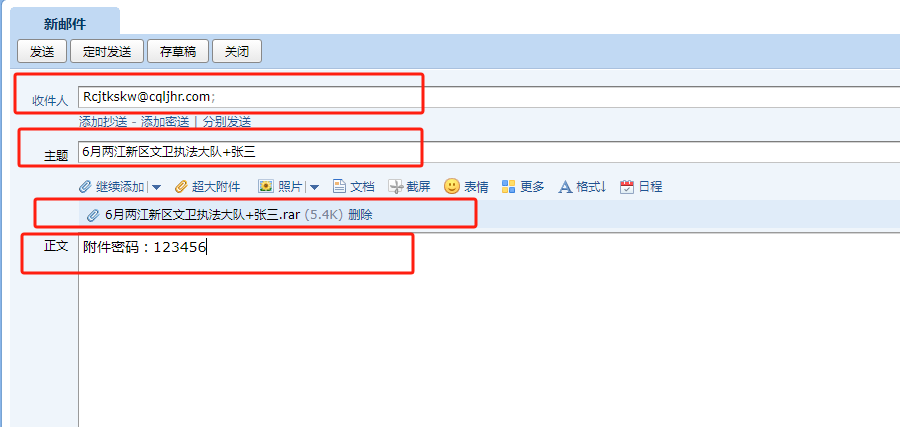 新邮件
发送 定时发送 存草稿 关闭
收件人 Rcjtkskw@cqljhr.com;
添加抄送 - 添加密送 | 分别发送
主题 6月两江新区文卫执法大队+张三
继续添加 | 超大附件 照片 | 文档 截屏 表情 更多 格式↓ 日程
6月两江新区文卫执法大队+张三.rar (5.4K) 删除
正文 附件密码：123456